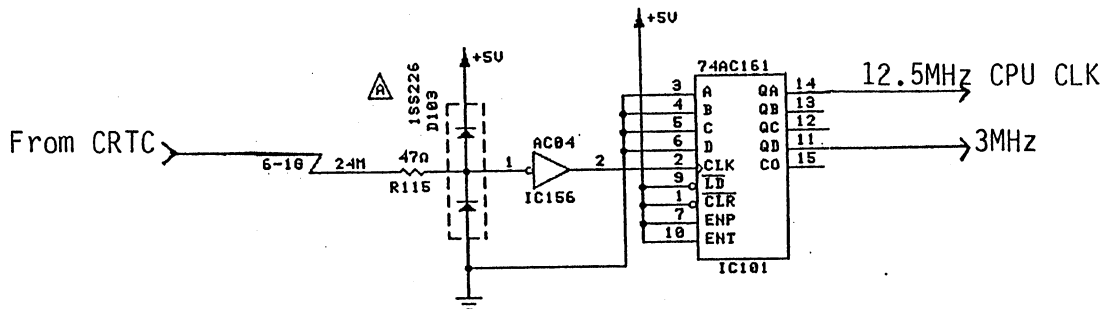 +5V
+5V
A
1SS226
D103
74AC161
3 A QA 14
12.5MHz CPU CLK
4 B QB 13
5 C QC 12
6 D QD 11
3MHz
2 CLK CO 15
9 LD
1 CLR
7 ENP
10 ENT
IC101
From CRTC
6-1G
24M
47Ω
R115
1
AC04
2
IC156